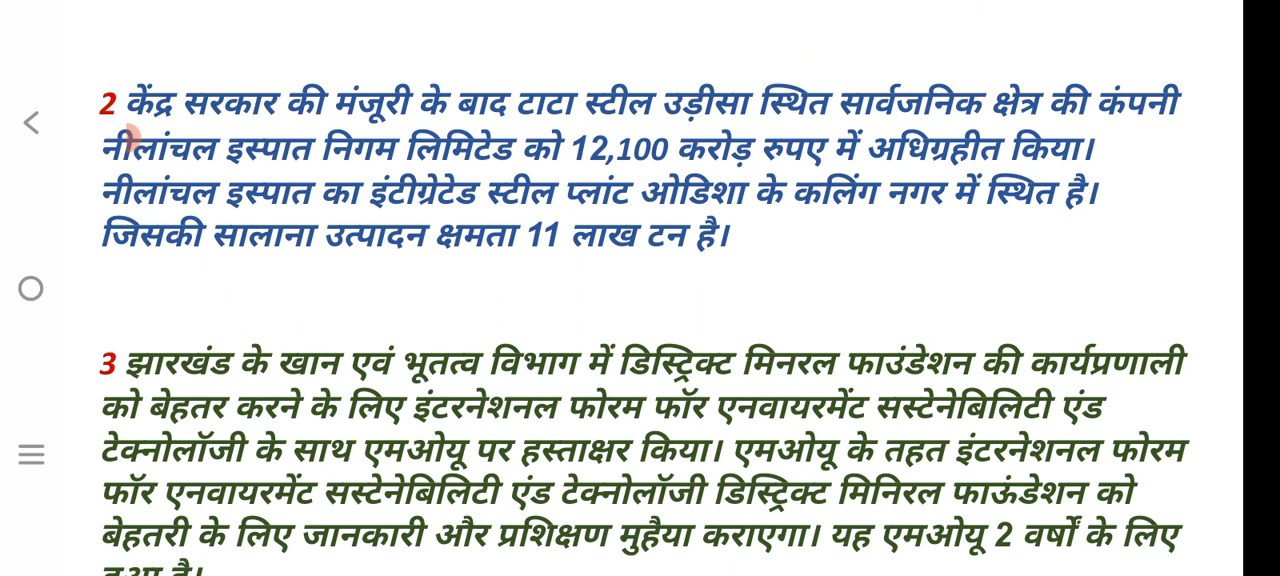 2 केंद्र सरकार की मंजूरी के बाद टाटा स्टील उड़ीसा स्थित सार्वजनिक क्षेत्र की कंपनी
नीलांचल इस्पात निगम लिमिटेड को 12,100 करोड़ रुपए में अधिग्रहीत किया।
नीलांचल इस्पात का इंटीग्रेटेड स्टील प्लांट ओडिशा के कलिंग नगर में स्थित है।
जिसकी सालाना उत्पादन क्षमता 11 लाख टन है।
3 झारखंड के खान एवं भूतत्व विभाग में डिस्ट्रिक्ट मिनरल फाउंडेशन की कार्यप्रणाली
को बेहतर करने के लिए इंटरनेशनल फोरम फॉर एनवायरमेंट सस्टेनेबिलिटी एंड
टेक्नोलॉजी के साथ एमओयू पर हस्ताक्षर किया। एमओयू के तहत इंटरनेशनल फोरम
फॉर एनवायरमेंट सस्टेनेबिलिटी एंड टेक्नोलॉजी डिस्ट्रिक्ट मिनिरल फाऊंडेशन को
बेहतरी के लिए जानकारी और प्रशिक्षण मुहैया कराएगा। यह एमओयू 2 वर्षों के लिए
हुआ है।